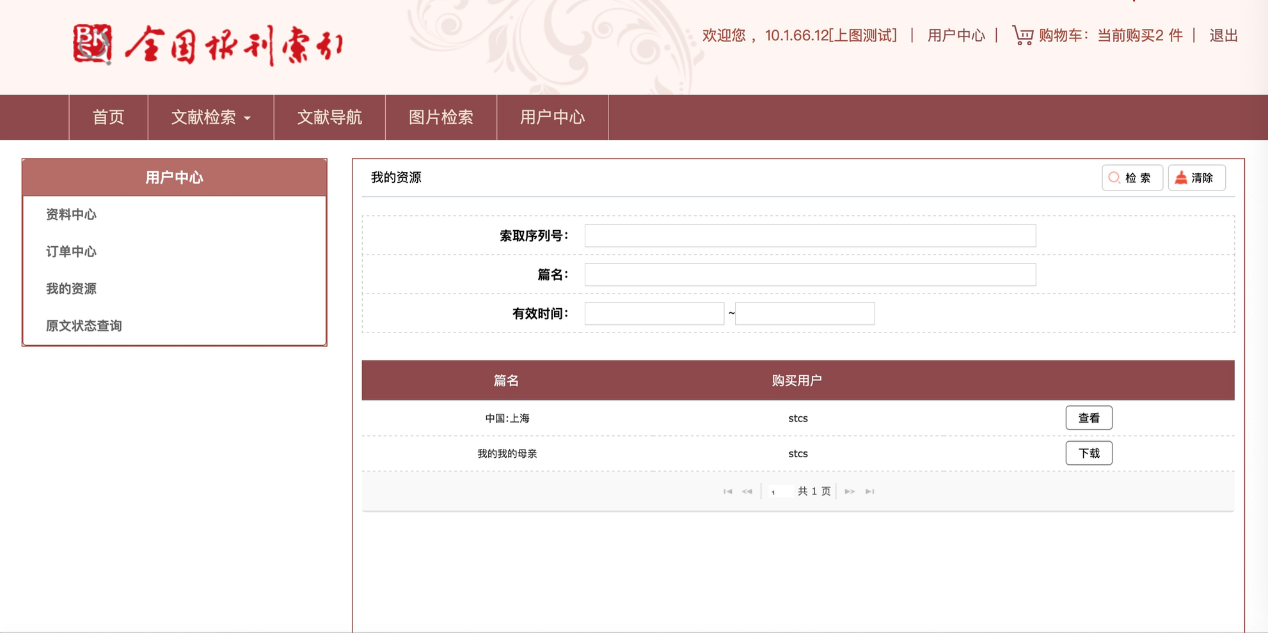 全国报刊索引
欢迎您 ，10.1.66.12[上图测试] | 用户中心 | 购物车：当前购买2 件 | 退出
首页 文献检索 文献导航 图片检索 用户中心
用户中心
资料中心
订单中心
我的资源
原文状态查询
我的资源 检 索 清除
索取序列号：
篇名：
有效时间： ~
篇名 购买用户
中国:上海 stcs 查看
我的我的母亲 stcs 下载
1 共 1 页